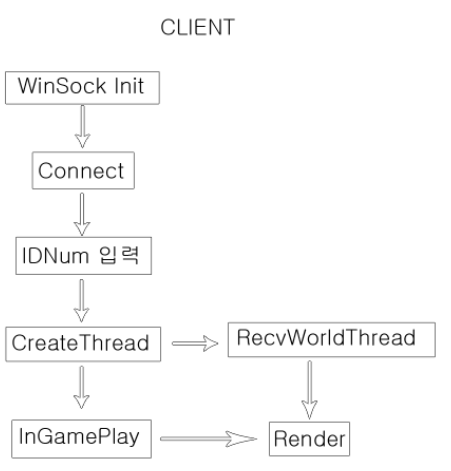 CLIENT
WinSock Init
Connect
IDNum 입력
CreateThread
RecvWorldThread
InGamePlay
Render